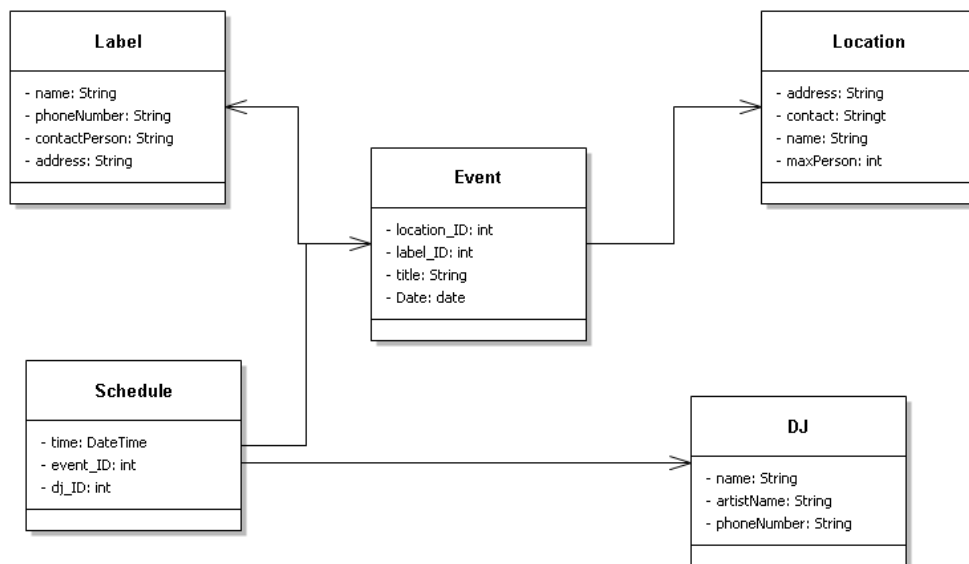 Label
- name: String
- phoneNumber: String
- contactPerson: String
- address: String
Location
- address: String
- contact: Stringt
- name: String
- maxPerson: int
Event
- location_ID: int
- label_ID: int
- title: String
- Date: date
Schedule
- time: DateTime
- event_ID: int
- dj_ID: int
DJ
- name: String
- artistName: String
- phoneNumber: String